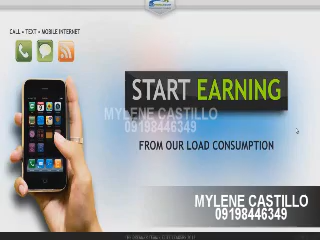 CALL • TEXT • MOBILE INTERNET
START EARNING
MYLENE CASTILLO
09198446349
FROM OUR LOAD CONSUMPTION
MYLENE CASTILLO
09198446349